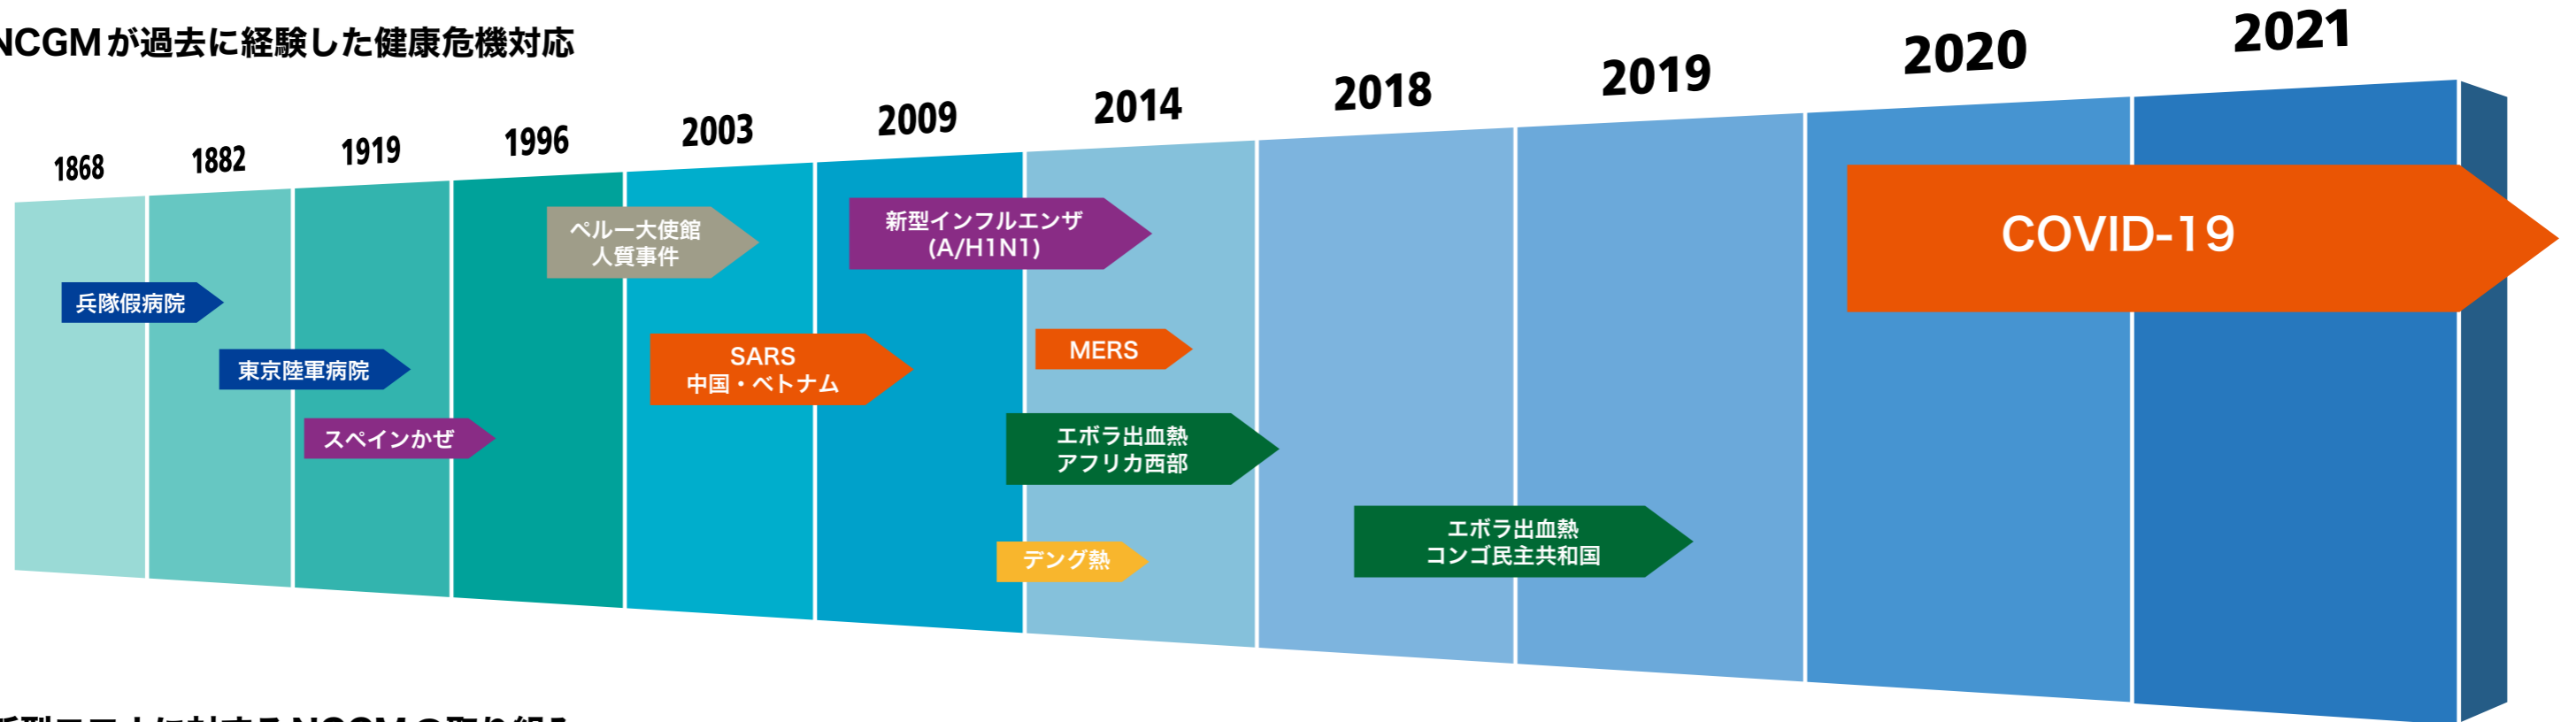 NCGMが過去に経験した健康危機対応
1868
1882
1919
1996
2003
2009
2014
2018
2019
2020
2021
兵隊假病院
東京陸軍病院
スペインかぜ
ペルー大使館
人質事件
SARS
中国・ベトナム
新型インフルエンザ
(A/H1N1)
MERS
エボラ出血熱
アフリカ西部
デング熱
エボラ出血熱
コンゴ民主共和国
COVID-19